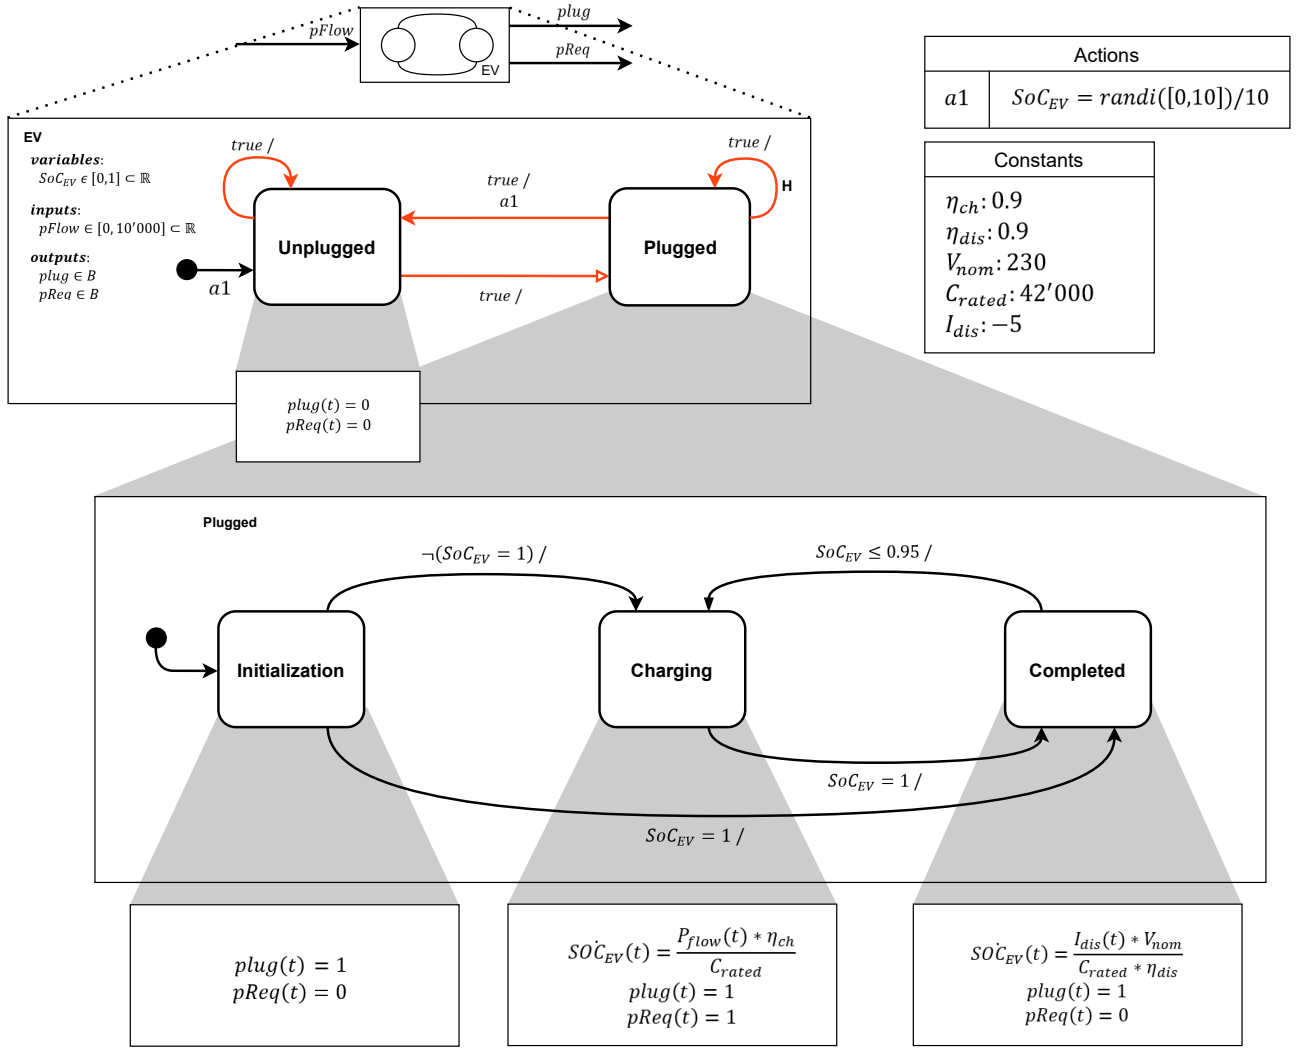 pFlow
plug
pReq
EV
EV
variables:
SoC_EV ϵ [0,1] ⊂ ℝ
inputs:
pFlow ∈ [0, 10′000] ⊂ ℝ
outputs:
plug ∈ B
pReq ∈ B
true /
Unplugged
a1
true /
a1
true /
true /
H
Plugged
plug(t) = 0
pReq(t) = 0
Actions
a1 SoC_EV = randi([0,10])/10
Constants
η_ch: 0.9
η_dis: 0.9
V_nom: 230
C_rated: 42′000
I_dis: −5
Plugged
¬(SoC_EV = 1) /
SoC_EV ≤ 0.95 /
Initialization
Charging
Completed
SoC_EV = 1 /
SoC_EV = 1 /
plug(t) = 1
pReq(t) = 0
SOĊ_EV(t) = P_flow(t) * η_ch / C_rated
plug(t) = 1
pReq(t) = 1
SOĊ_EV(t) = I_dis(t) * V_nom / C_rated * η_dis
plug(t) = 1
pReq(t) = 0